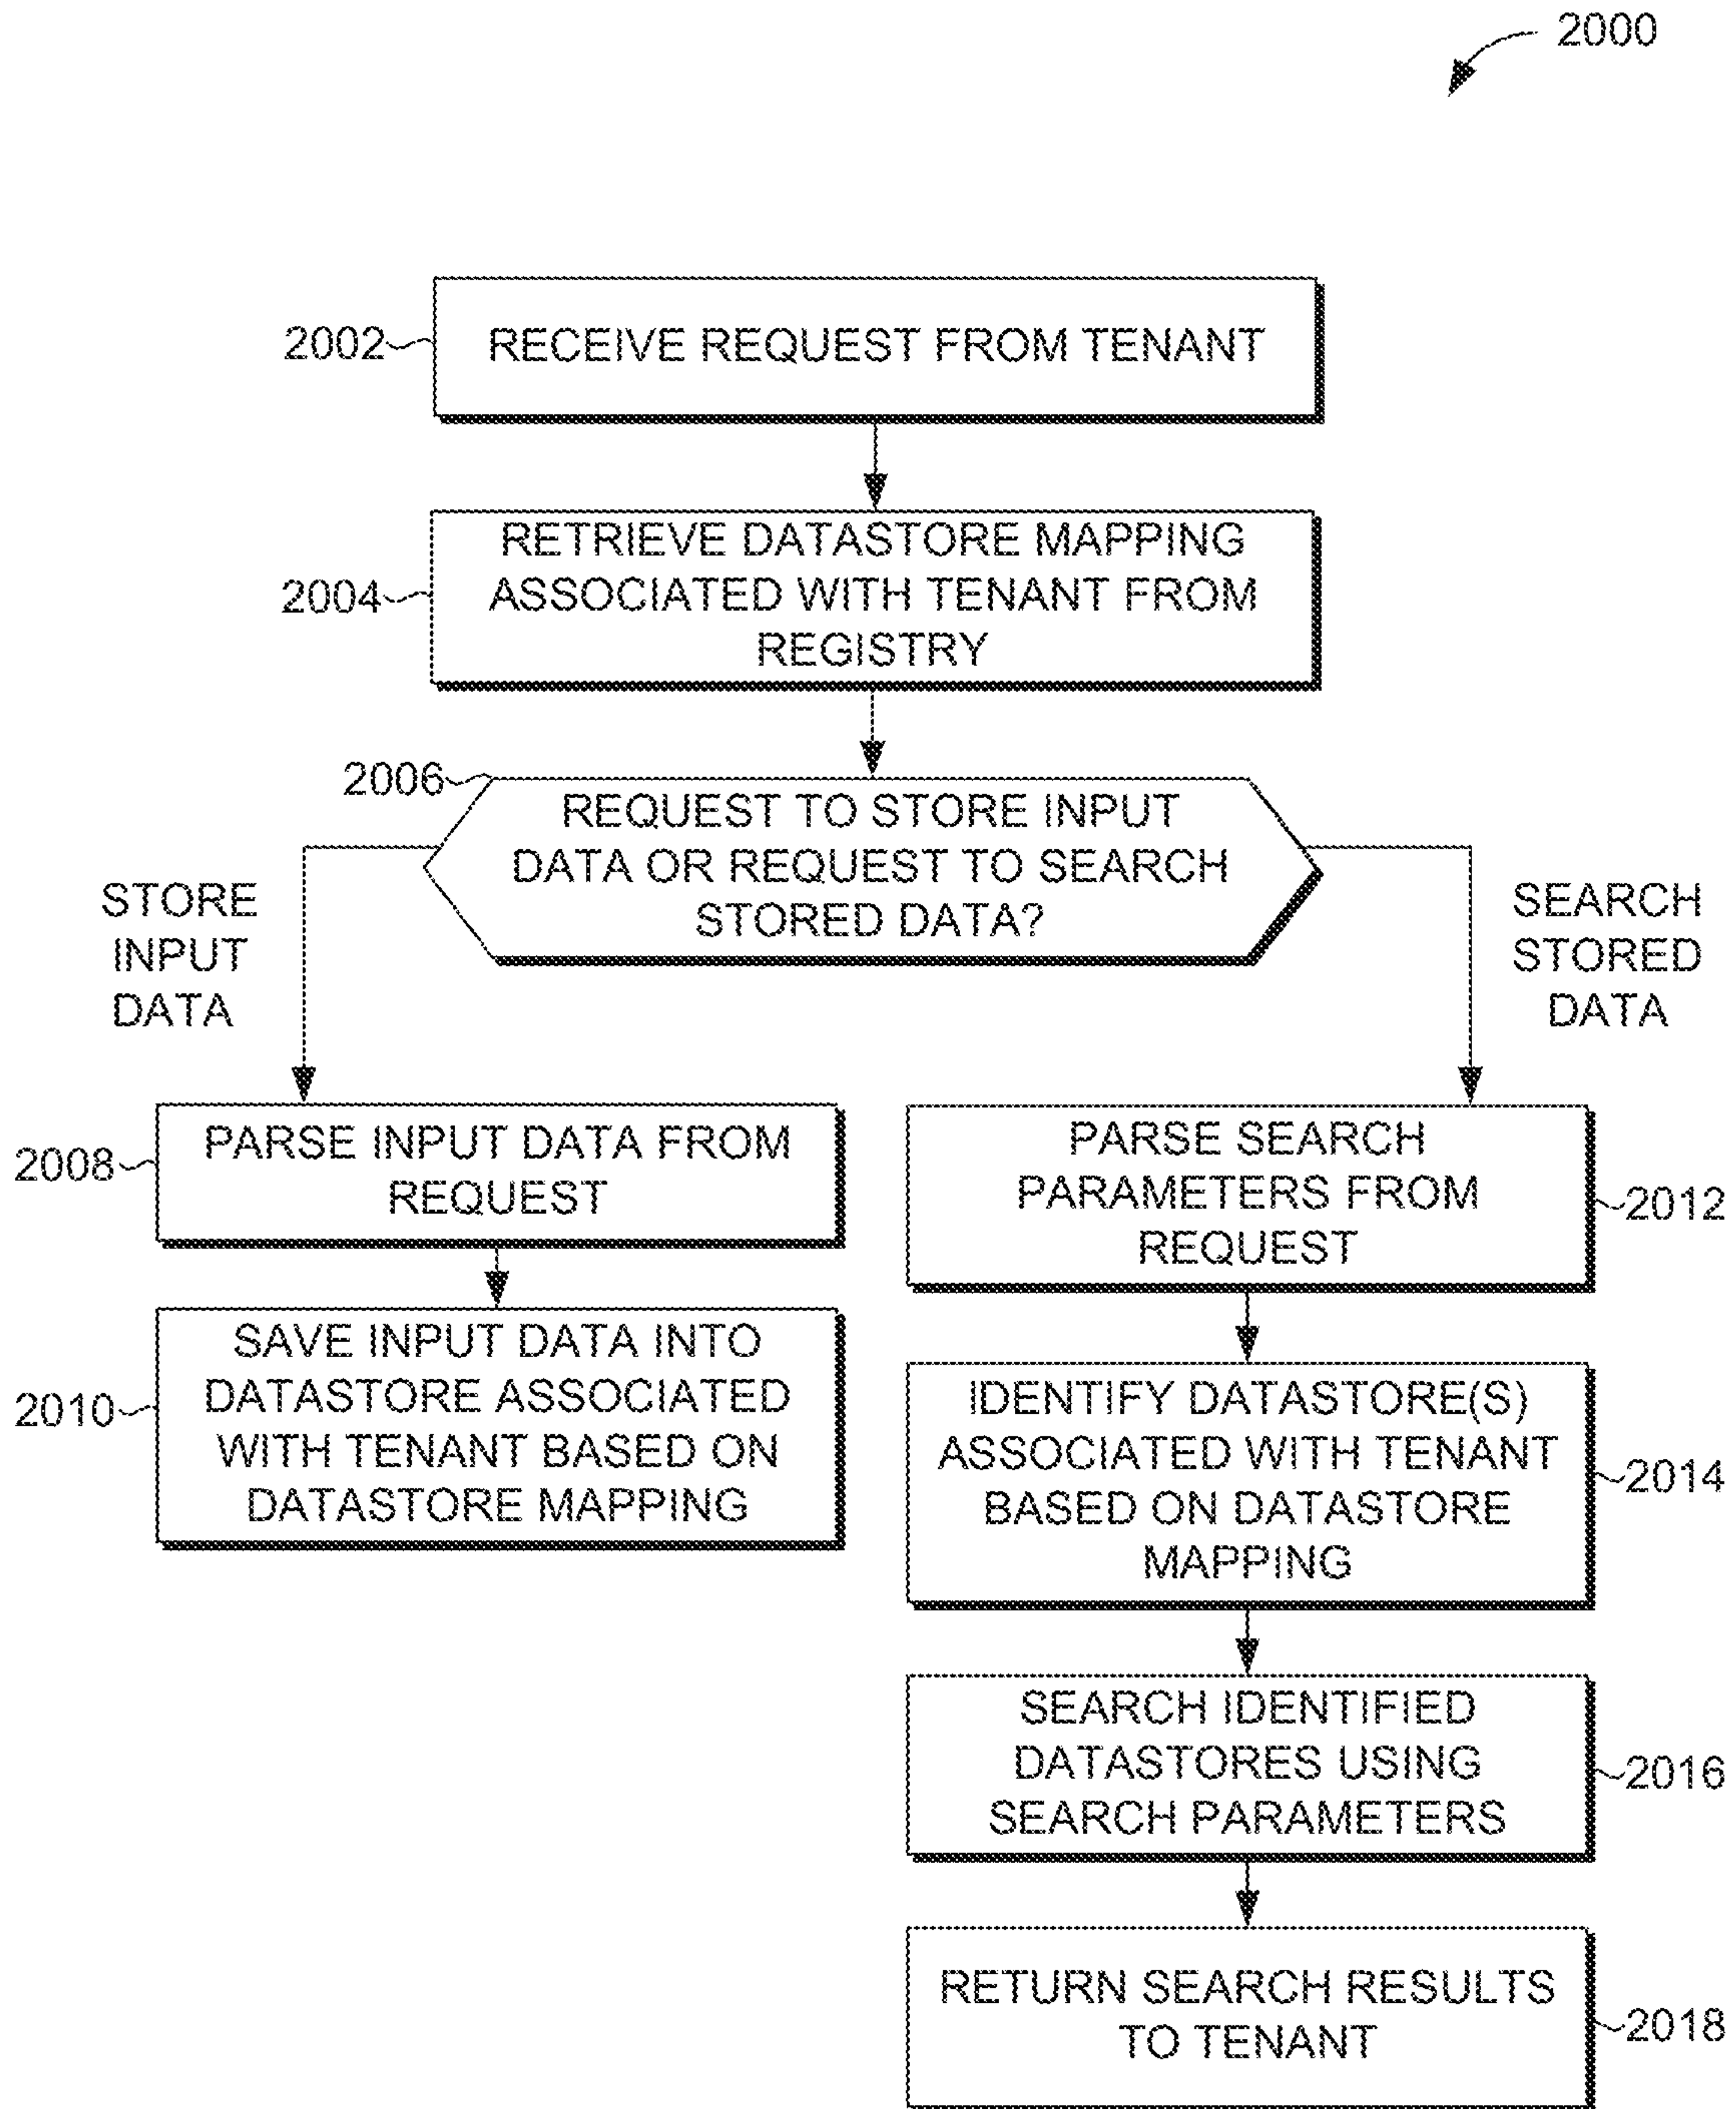 2000
2002
RECEIVE REQUEST FROM TENANT
2004
RETRIEVE DATASTORE MAPPING
ASSOCIATED WITH TENANT FROM
REGISTRY
2006
REQUEST TO STORE INPUT
DATA OR REQUEST TO SEARCH
STORED DATA?
STORE
INPUT
DATA
SEARCH
STORED
DATA
2008
PARSE INPUT DATA FROM
REQUEST
2010
SAVE INPUT DATA INTO
DATASTORE ASSOCIATED
WITH TENANT BASED ON
DATASTORE MAPPING
PARSE SEARCH
PARAMETERS FROM
REQUEST
2012
IDENTIFY DATASTORE(S)
ASSOCIATED WITH TENANT
BASED ON DATASTORE
MAPPING
2014
SEARCH IDENTIFIED
DATASTORES USING
SEARCH PARAMETERS
2016
RETURN SEARCH RESULTS
TO TENANT
2018